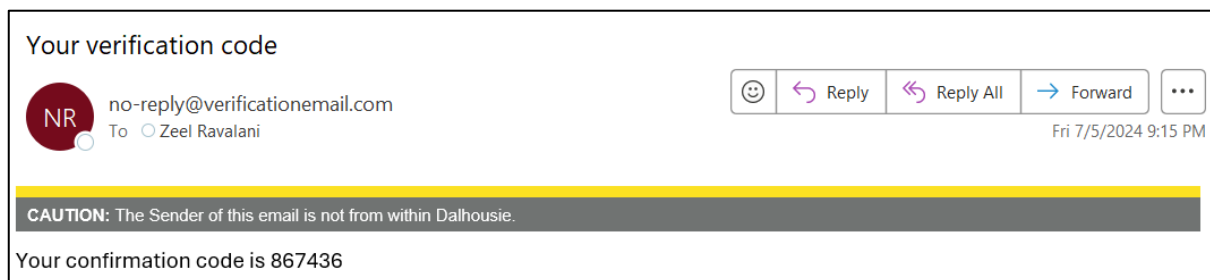 Your verification code
NR
no-reply@verificationemail.com
To Zeel Ravalani
Reply
Reply All
Forward
Fri 7/5/2024 9:15 PM
CAUTION: The Sender of this email is not from within Dalhousie.
Your confirmation code is 867436